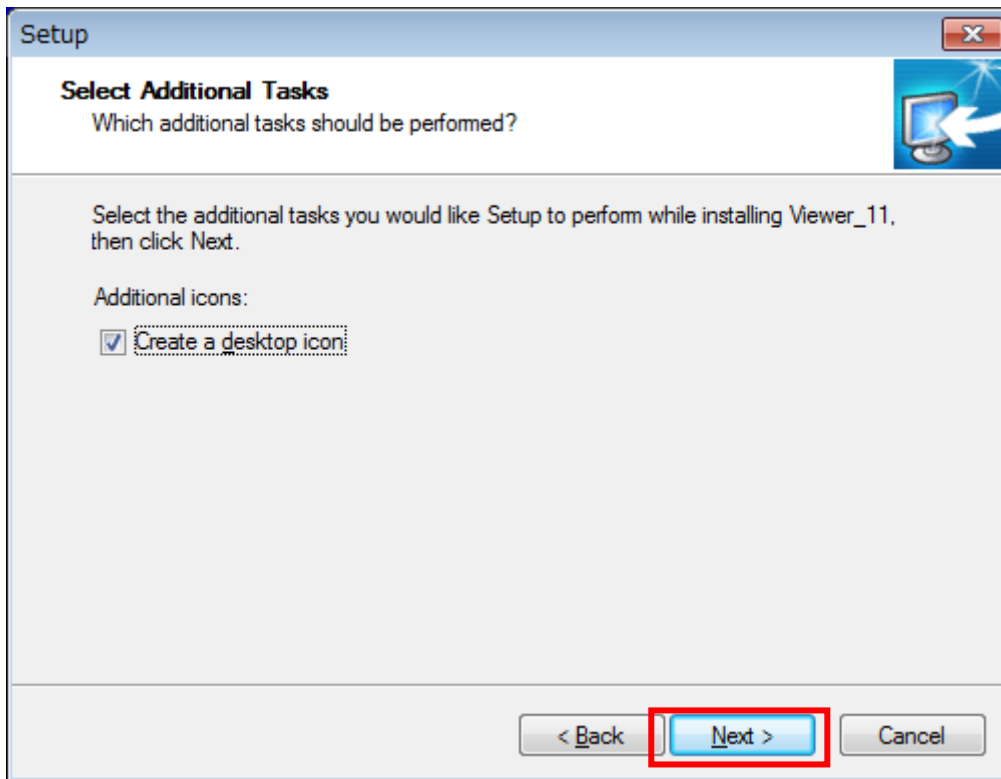 Setup
Select Additional Tasks
Which additional tasks should be performed?
Select the additional tasks you would like Setup to perform while installing Viewer_11,
then click Next.
Additional icons:
Create a desktop icon
< Back Next > Cancel